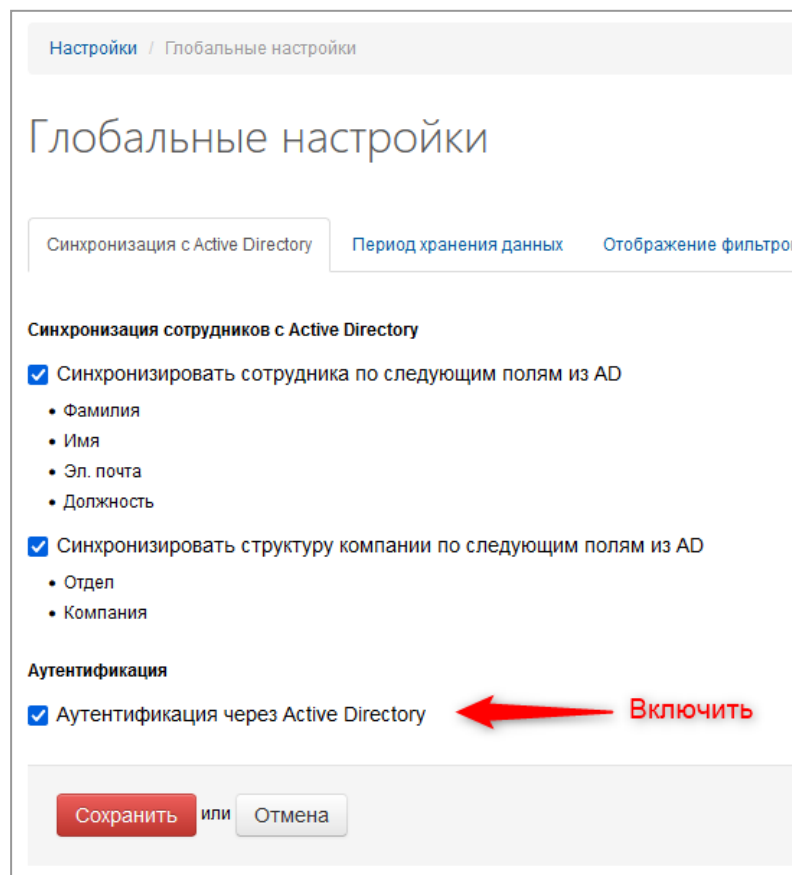 Настройки / Глобальные настройки
Глобальные настройки
Синхронизация с Active Directory Период хранения данных Отображение фильтро
Синхронизация сотрудников с Active Directory
Синхронизировать сотрудника по следующим полям из AD
• Фамилия
• Имя
• Эл. почта
• Должность
Синхронизировать структуру компании по следующим полям из AD
• Отдел
• Компания
Аутентификация
Аутентификация через Active Directory Включить
Сохранить или Отмена